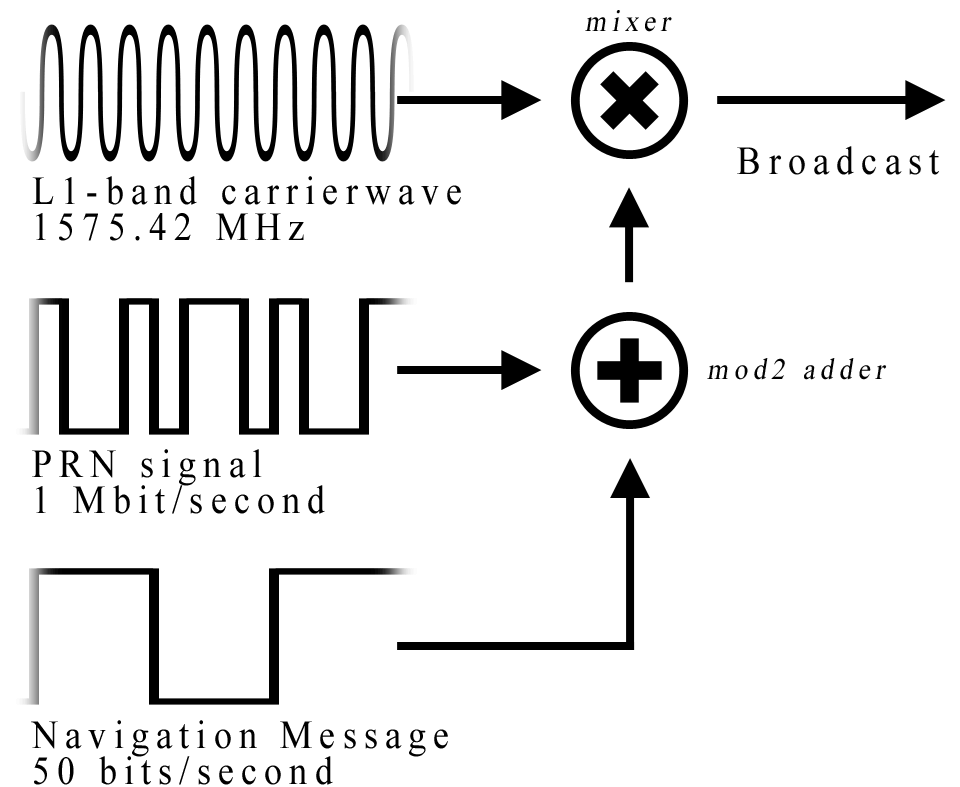 mixer
L1-band carrierwave
1575.42 MHz
Broadcast
PRN signal
1 Mbit/second
mod2 adder
Navigation Message
50 bits/second